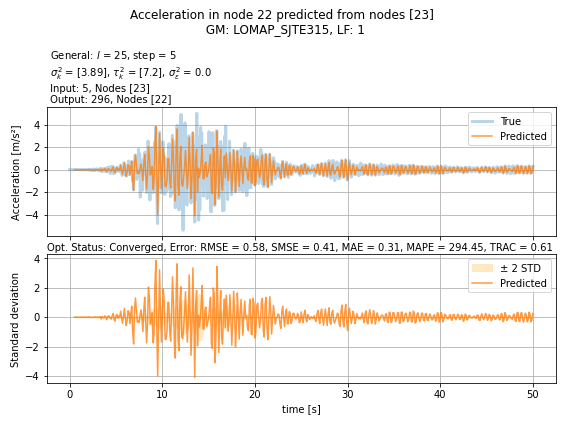 Acceleration in node 22 predicted from nodes [23]
GM: LOMAP_SJTE315, LF: 1
General: l = 25, step = 5
σ²ₖ = [3.89], τ²ₖ = [7.2], σ²ε = 0.0
Input: 5, Nodes [23]
Output: 296, Nodes [22]
Acceleration [m/s²]
4
2
0
−2
−4
True
Predicted
Opt. Status: Converged, Error: RMSE = 0.58, SMSE = 0.41, MAE = 0.31, MAPE = 294.45, TRAC = 0.61
Standard deviation
4
2
0
−2
−4
± 2 STD
Predicted
0 10 20 30 40 50
time [s]